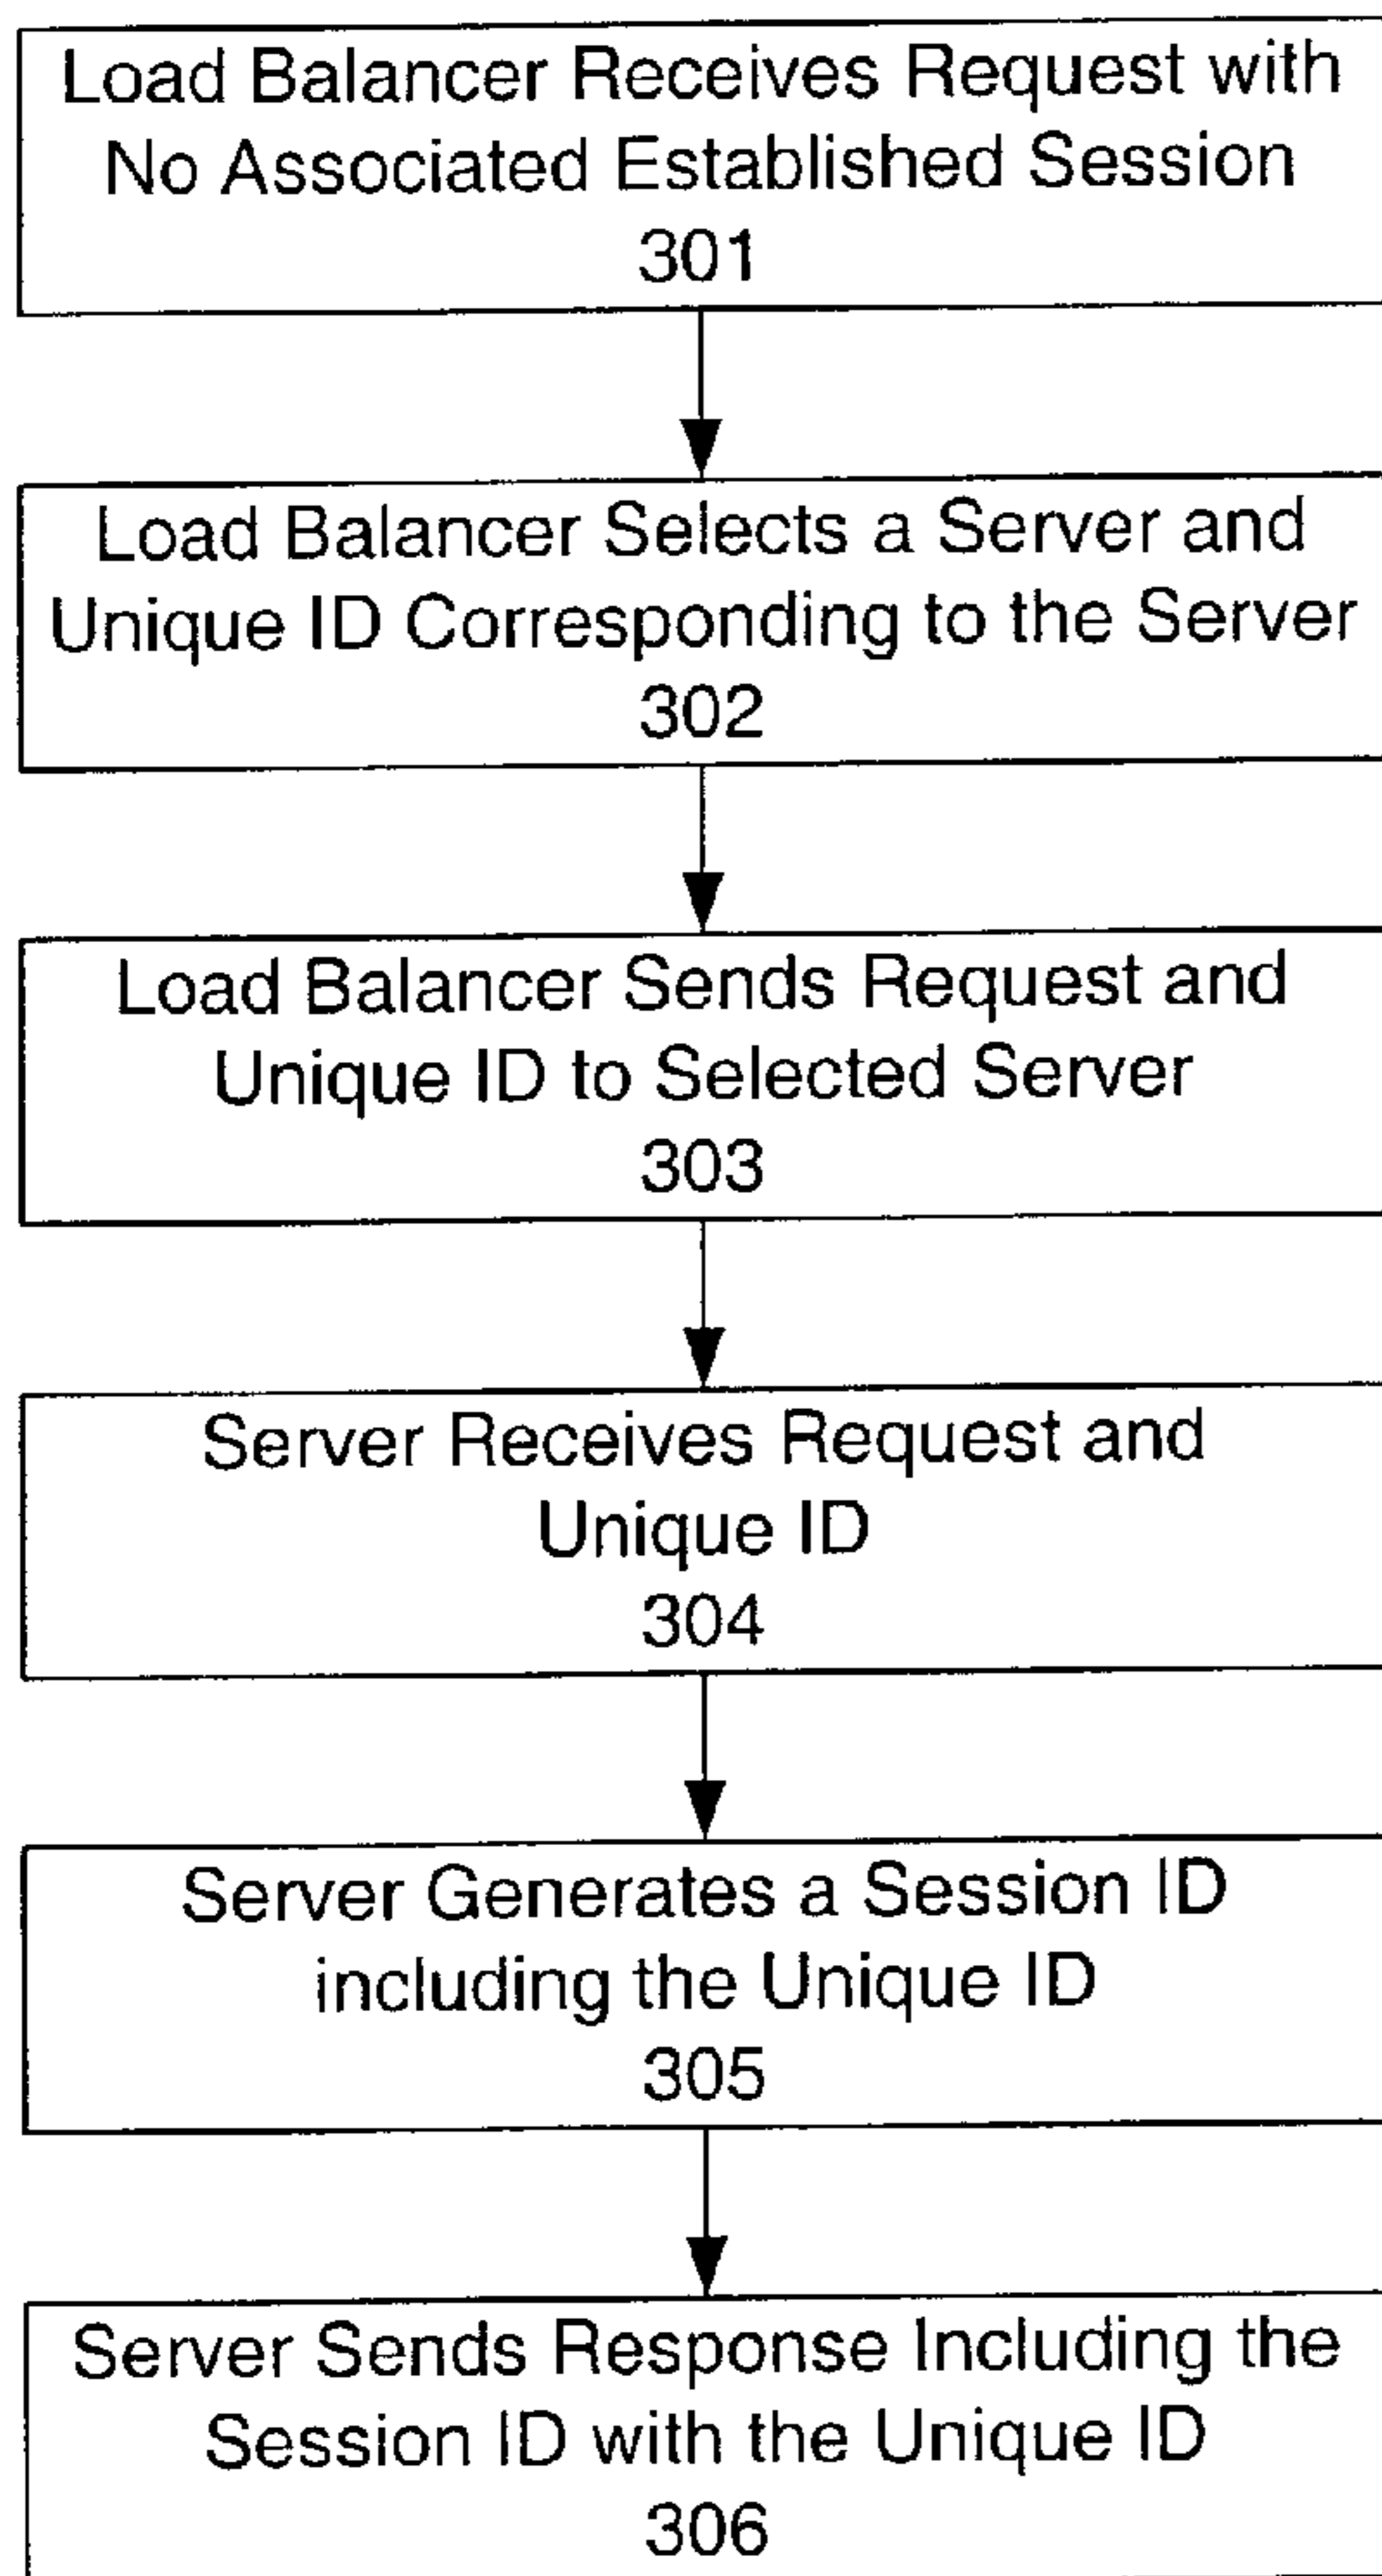 Load Balancer Receives Request with
No Associated Established Session
301
Load Balancer Selects a Server and
Unique ID Corresponding to the Server
302
Load Balancer Sends Request and
Unique ID to Selected Server
303
Server Receives Request and
Unique ID
304
Server Generates a Session ID
including the Unique ID
305
Server Sends Response Including the
Session ID with the Unique ID
306